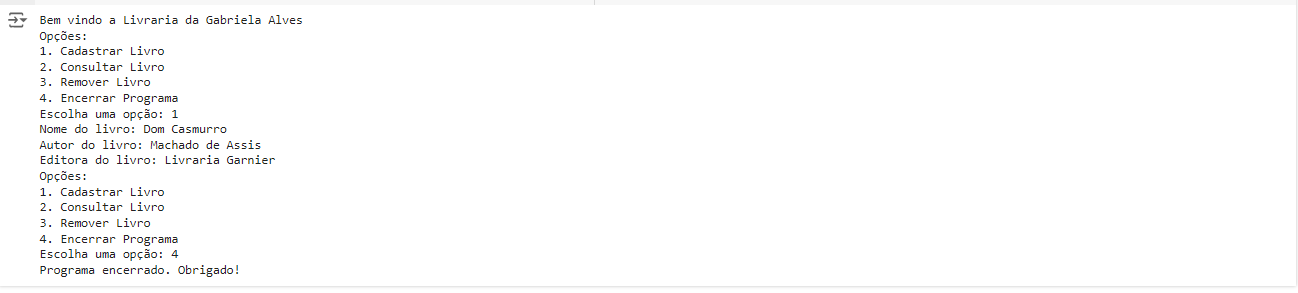 Bem vindo a Livraria da Gabriela Alves
Opções:
1. Cadastrar Livro
2. Consultar Livro
3. Remover Livro
4. Encerrar Programa
Escolha uma opção: 1
Nome do livro: Dom Casmurro
Autor do livro: Machado de Assis
Editora do livro: Livraria Garnier
Opções:
1. Cadastrar Livro
2. Consultar Livro
3. Remover Livro
4. Encerrar Programa
Escolha uma opção: 4
Programa encerrado. Obrigado!